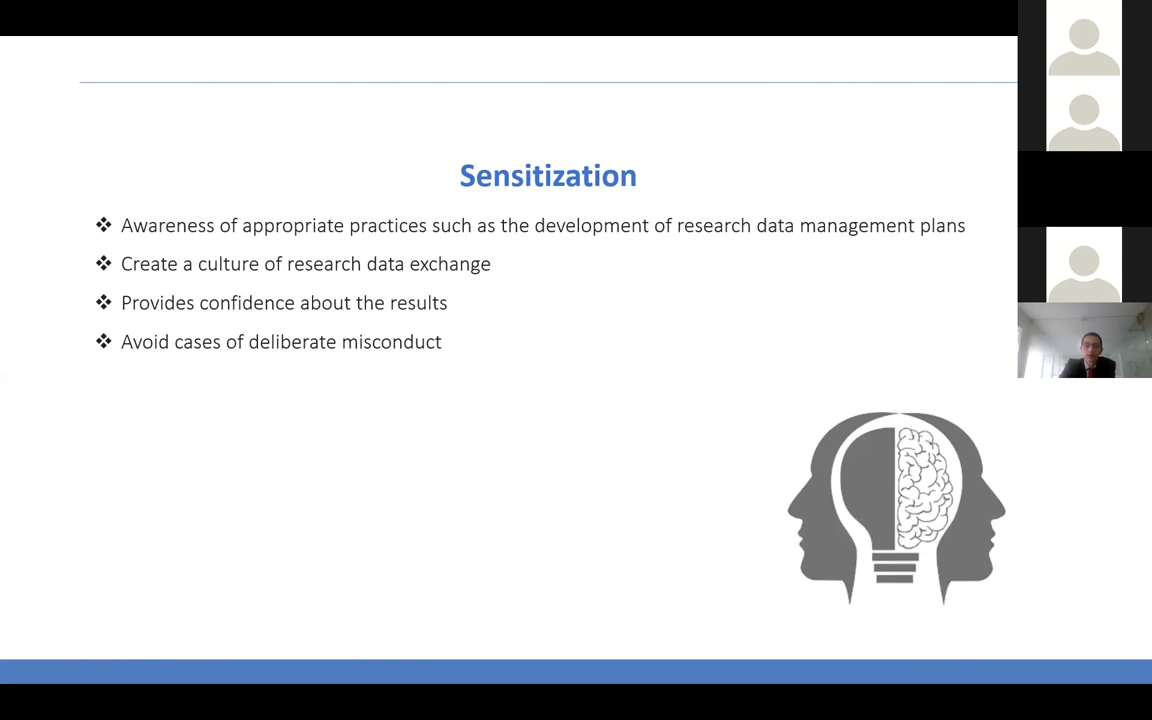 Sensitization
❖ Awareness of appropriate practices such as the development of research data management plans
❖ Create a culture of research data exchange
❖ Provides confidence about the results
❖ Avoid cases of deliberate misconduct